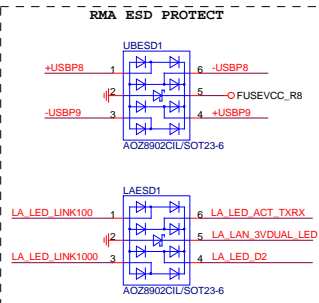 RMA ESD PROTECT
UBESD1
+USBP8 1 6 -USBP8
2 5 FUSEVCC_R8
-USBP9 3 4 +USBP9
AOZ8902CIL/SOT23-6
LAESD1
LA_LED_LINK100 1 6 LA_LED_ACT_TXRX
2 5 LA_LAN_3VDUAL_LED
LA_LED_LINK1000 3 4 LA_LED_D2
AOZ8902CIL/SOT23-6